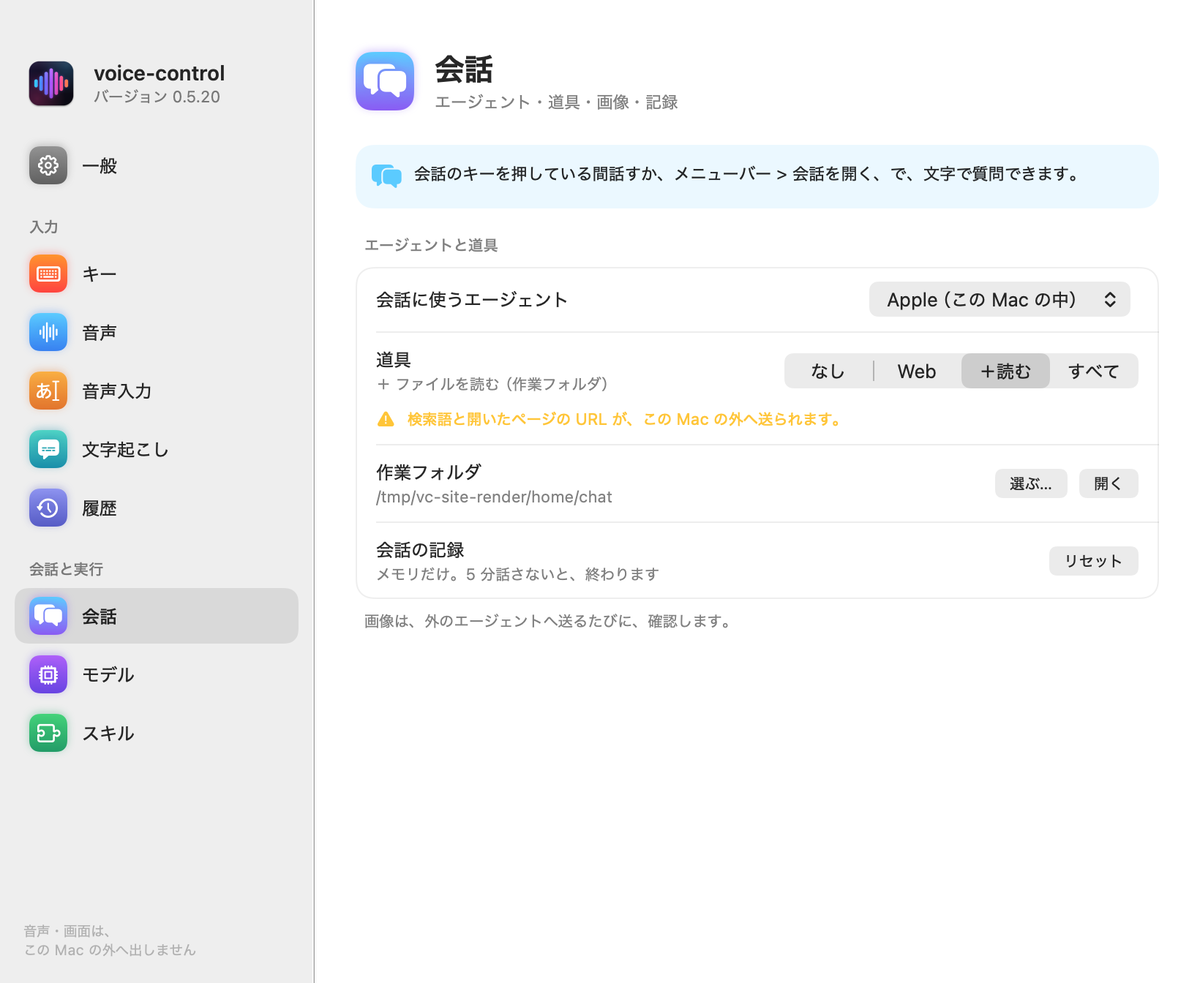 voice-control
バージョン 0.5.20
一般
入力
キー
音声
あ
音声入力
文字起こし
履歴
会話と実行
会話
モデル
スキル
音声・画面は、
この Mac の外へ出しません
会話
エージェント・道具・画像・記録
会話のキーを押している間話すか、メニューバー > 会話を開く、で、文字で質問できます。
エージェントと道具
会話に使うエージェント
Apple（この Mac の中）
道具
＋ ファイルを読む（作業フォルダ）
なし Web ＋読む すべて
検索語と開いたページの URL が、この Mac の外へ送られます。
作業フォルダ
/tmp/vc-site-render/home/chat
選ぶ... 開く
会話の記録
メモリだけ。5 分話さないと、終わります
リセット
画像は、外のエージェントへ送るたびに、確認します。